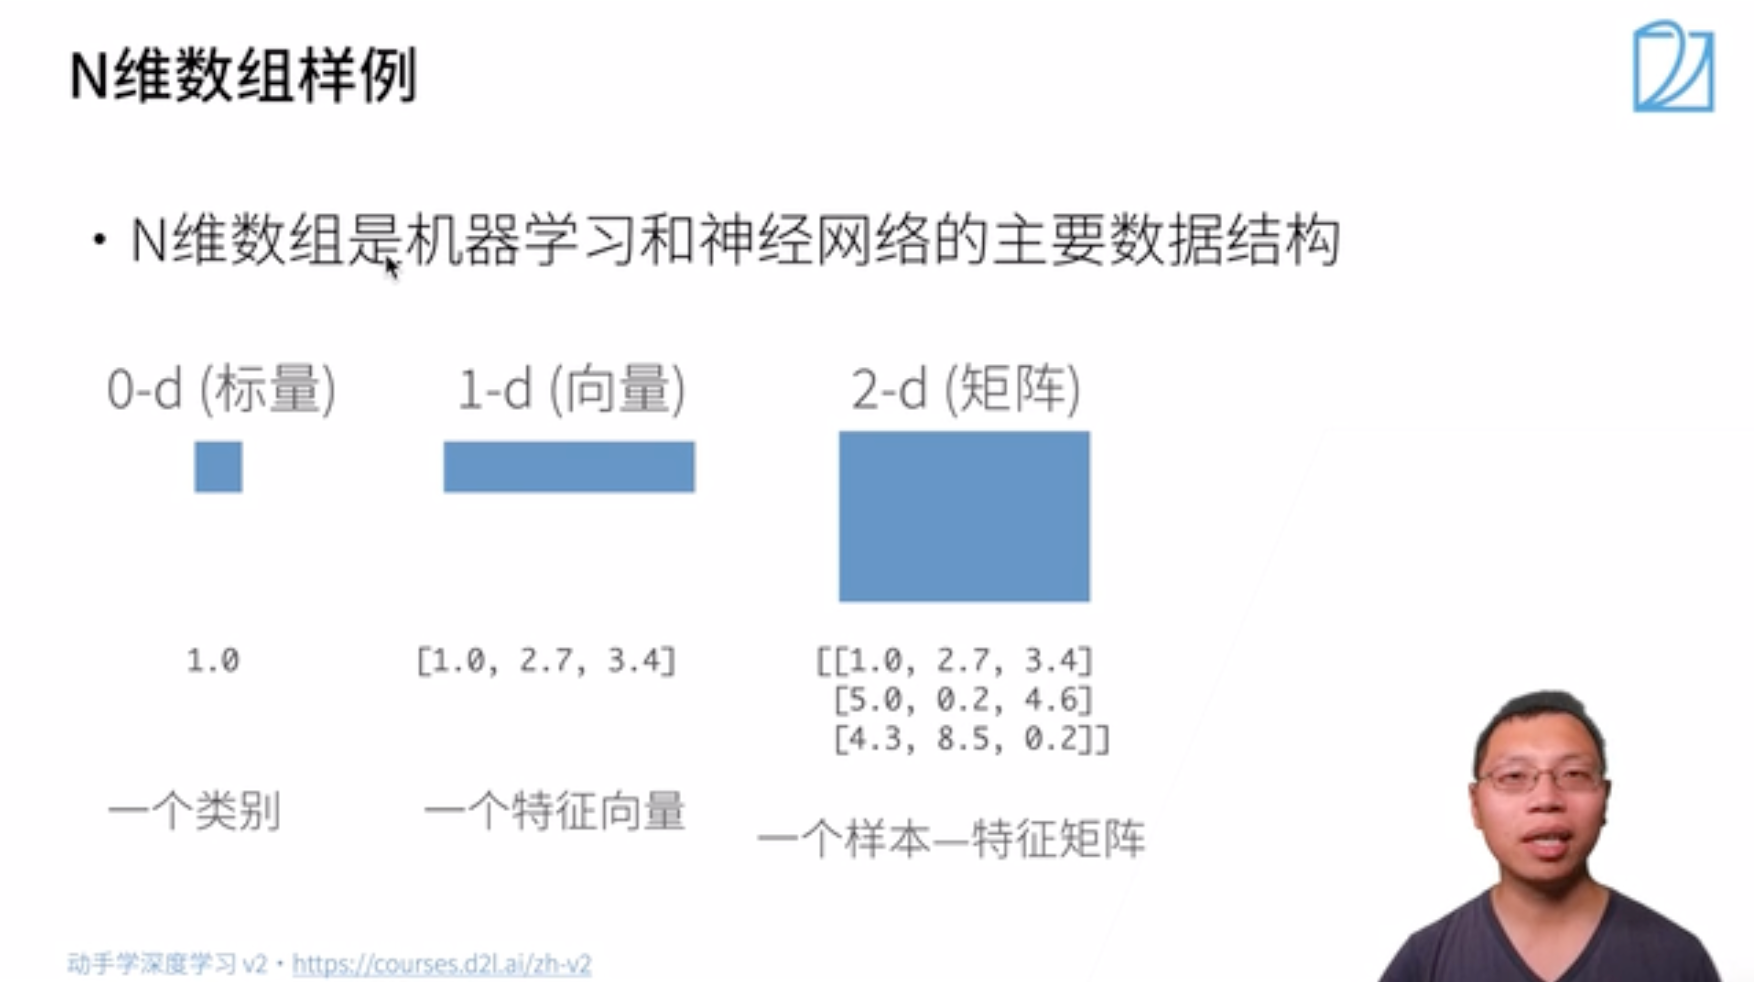 N维数组样例
• N维数组是机器学习和神经网络的主要数据结构
0-d (标量)
1-d (向量)
2-d (矩阵)
1.0
[1.0, 2.7, 3.4]
[[1.0, 2.7, 3.4]
[5.0, 0.2, 4.6]
[4.3, 8.5, 0.2]]
一个类别
一个特征向量
一个样本—特征矩阵
动手学深度学习 v2 • https://courses.d2l.ai/zh-v2